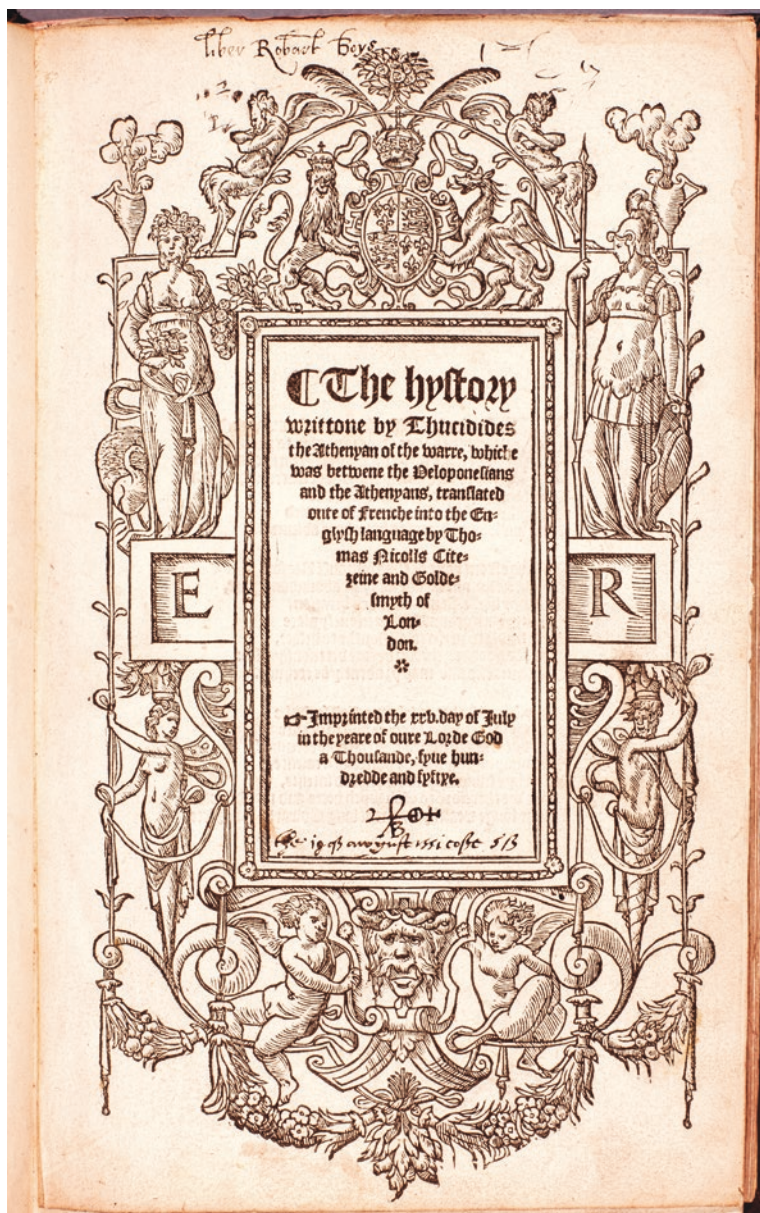 liber Robart
¶ The hyſtory
writtone by Thucidides
the Athenyan of the warre, whiche
was betwene the Peloponeſians
and the Athenyans, tranſlated
oute of Frenche into the En-
glyſh language by Tho-
mas Nicolls Cite-
zeine and Golde-
ſmyth of
Lon-
don.
E R
☞ Imprinted the xxv. day of July
in the yeare of oure Lorde God
a Thouſande, fyue hun-
dredde and fyftye.